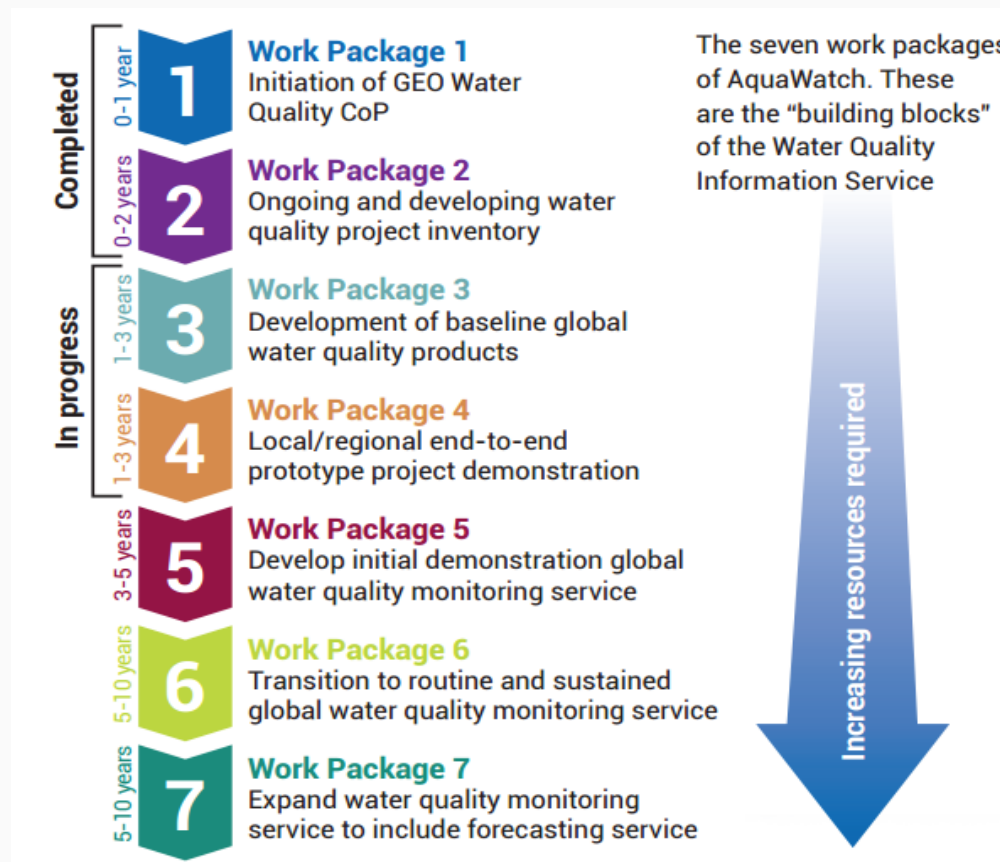 Completed
0-1 year
1
Work Package 1
Initiation of GEO Water
Quality CoP
0-2 years
2
Work Package 2
Ongoing and developing water
quality project inventory
In progress
1-3 years
3
Work Package 3
Development of baseline global
water quality products
1-3 years
4
Work Package 4
Local/regional end-to-end
prototype project demonstration
3-5 years
5
Work Package 5
Develop initial demonstration global
water quality monitoring service
5-10 years
6
Work Package 6
Transition to routine and sustained
global water quality monitoring service
5-10 years
7
Work Package 7
Expand water quality monitoring
service to include forecasting service
The seven work packages
of AquaWatch. These
are the “building blocks”
of the Water Quality
Information Service
Increasing resources required